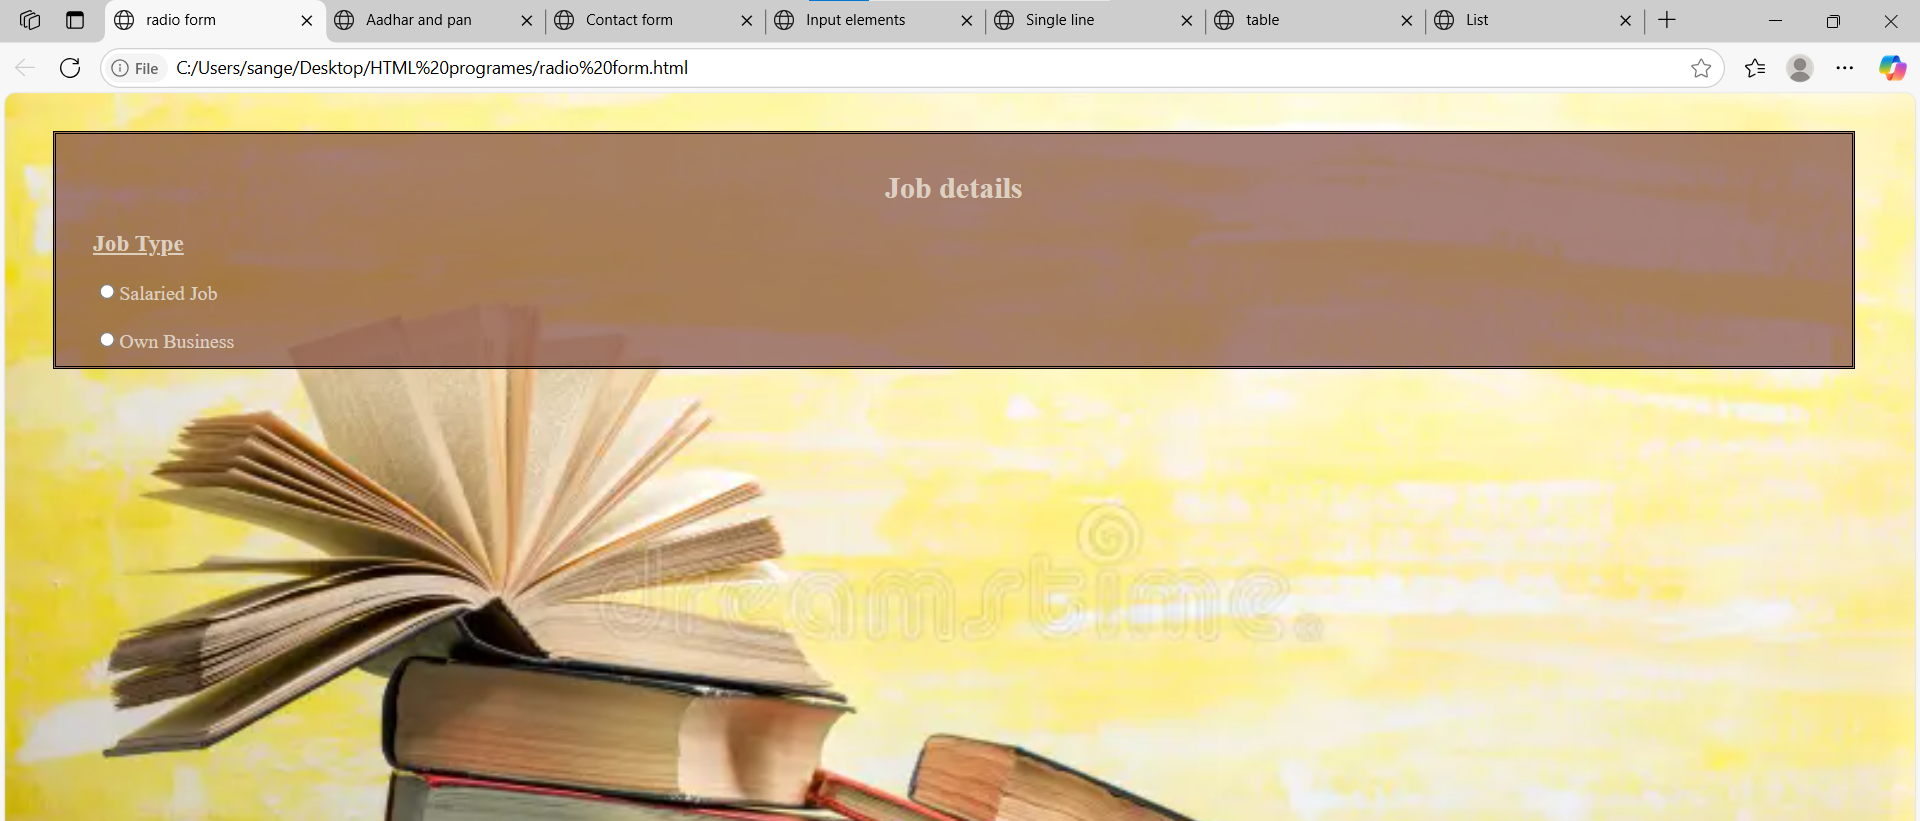 radio form
Aadhar and pan
Contact form
Input elements
Single line
table
List
File
C:/Users/sange/Desktop/HTML%20programes/radio%20form.html
Job details
Job Type
Salaried Job
Own Business
dreamstime.